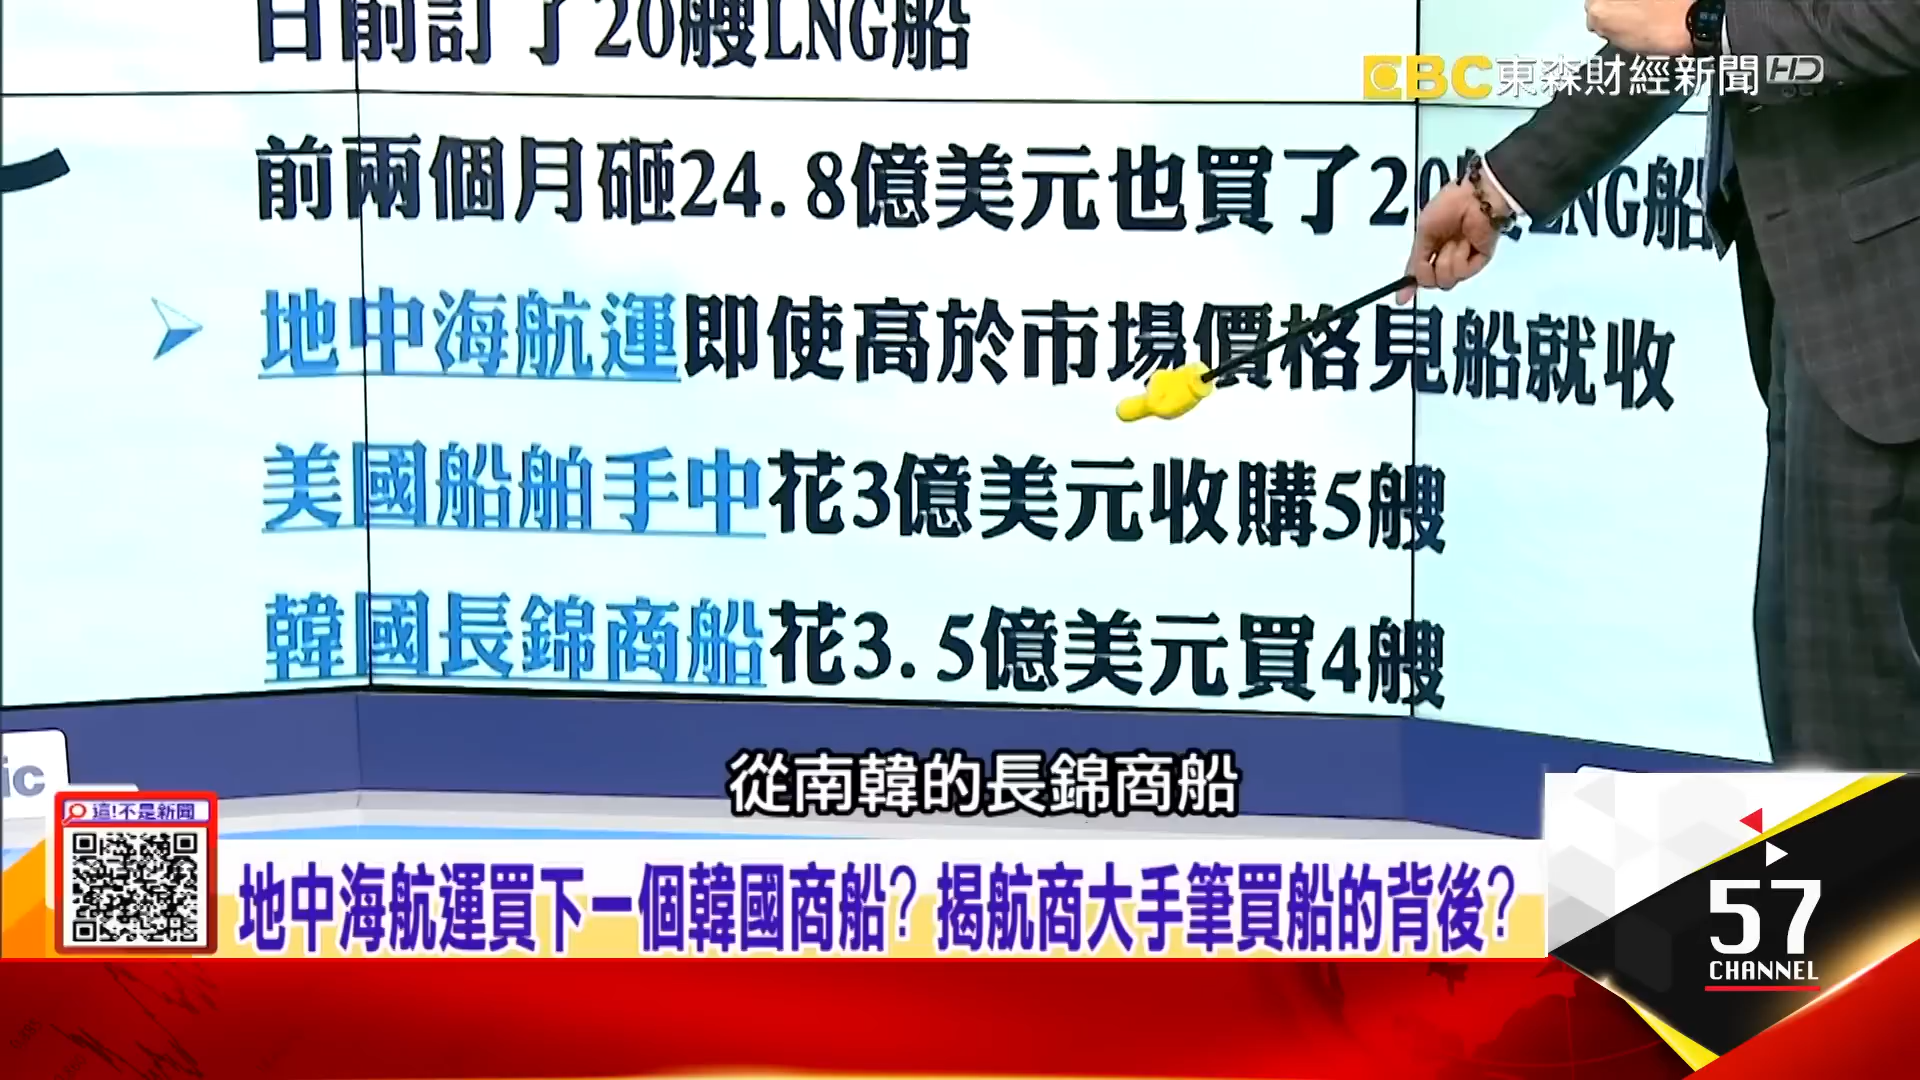 日前訂了20艘LNG船
EBC東森財經新聞HD
前兩個月砸24.8億美元也買了20艘LNG船
地中海航運即使高於市場價格見船就收
美國船舶手中花3億美元收購5艘
韓國長錦商船花3.5億美元買4艘
ic
從南韓的長錦商船
這!不是新聞
地中海航運買下一個韓國商船? 揭航商大手筆買船的背後?
57
CHANNEL